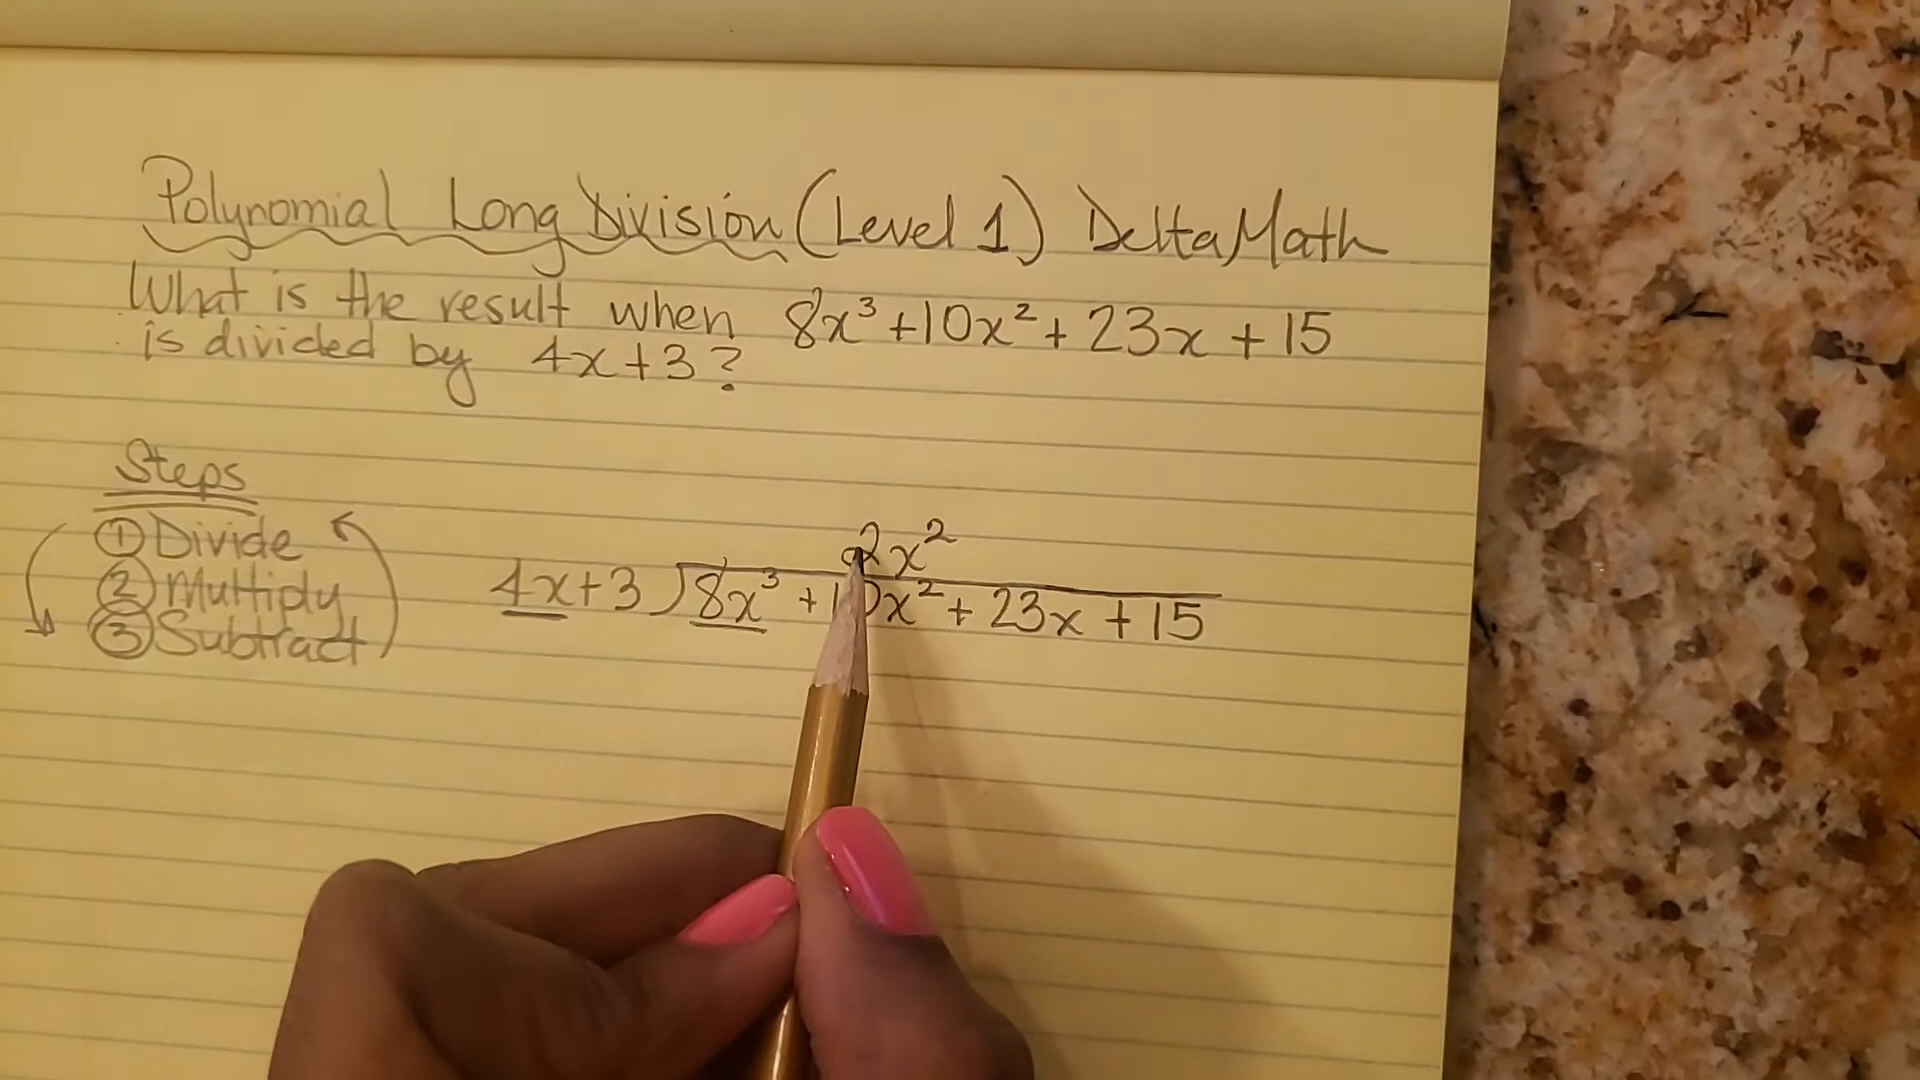 Polynomial Long Division (Level 1) DeltaMath
What is the result when 8x³ + 10x² + 23x + 15
is divided by 4x + 3?
Steps
① Divide
② Multiply
③ Subtract
2x²
4x + 3 ) 8x³ + 10x² + 23x + 15